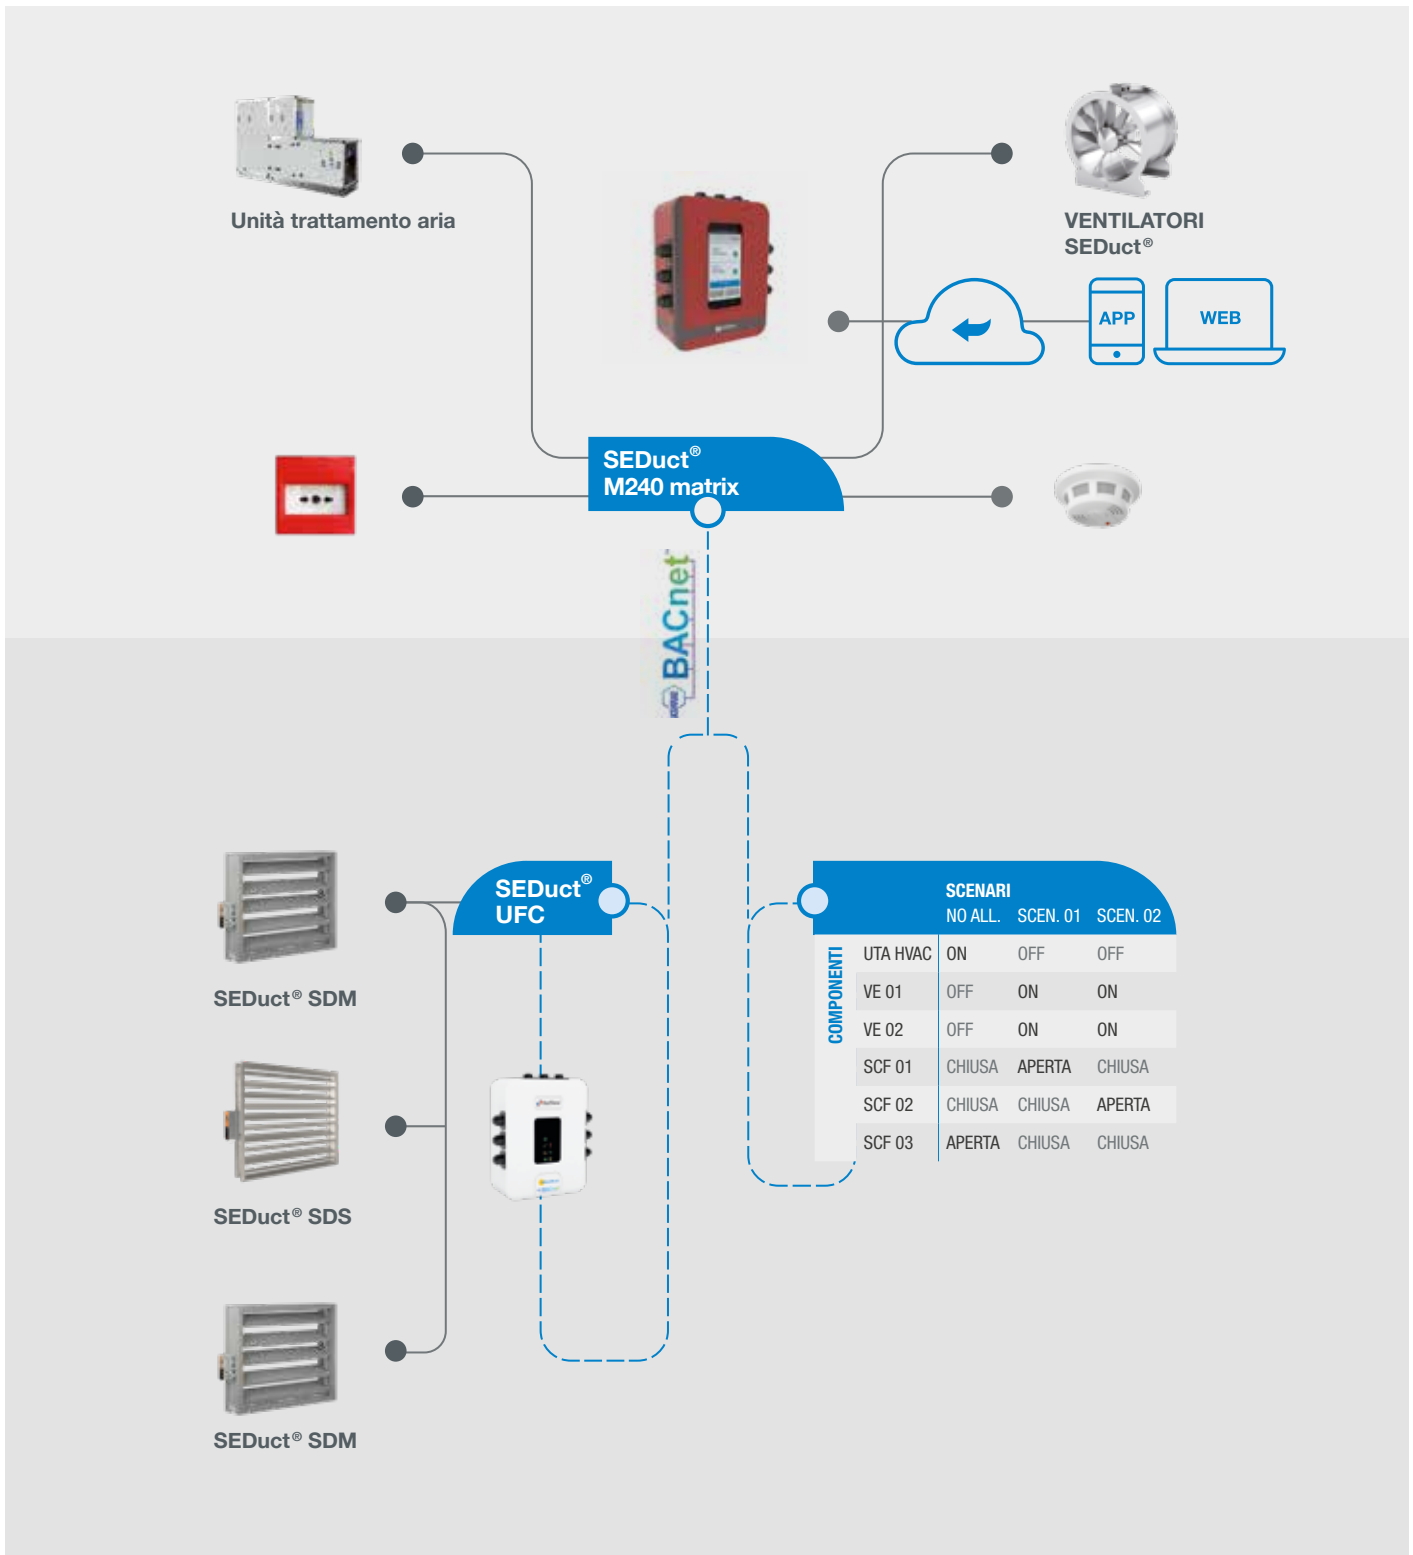 Unità trattamento aria
VENTILATORI
SEDuct®
APP
WEB
SEDuct®
M240 matrix
BACnet
SEDuct® SDM
SEDuct® SDS
SEDuct® SDM
SEDuct®
UFC
SCENARI
NO ALL. SCEN. 01 SCEN. 02
COMPONENTI
UTA HVAC ON OFF OFF
VE 01 OFF ON ON
VE 02 OFF ON ON
SCF 01 CHIUSA APERTA CHIUSA
SCF 02 CHIUSA CHIUSA APERTA
SCF 03 APERTA CHIUSA CHIUSA